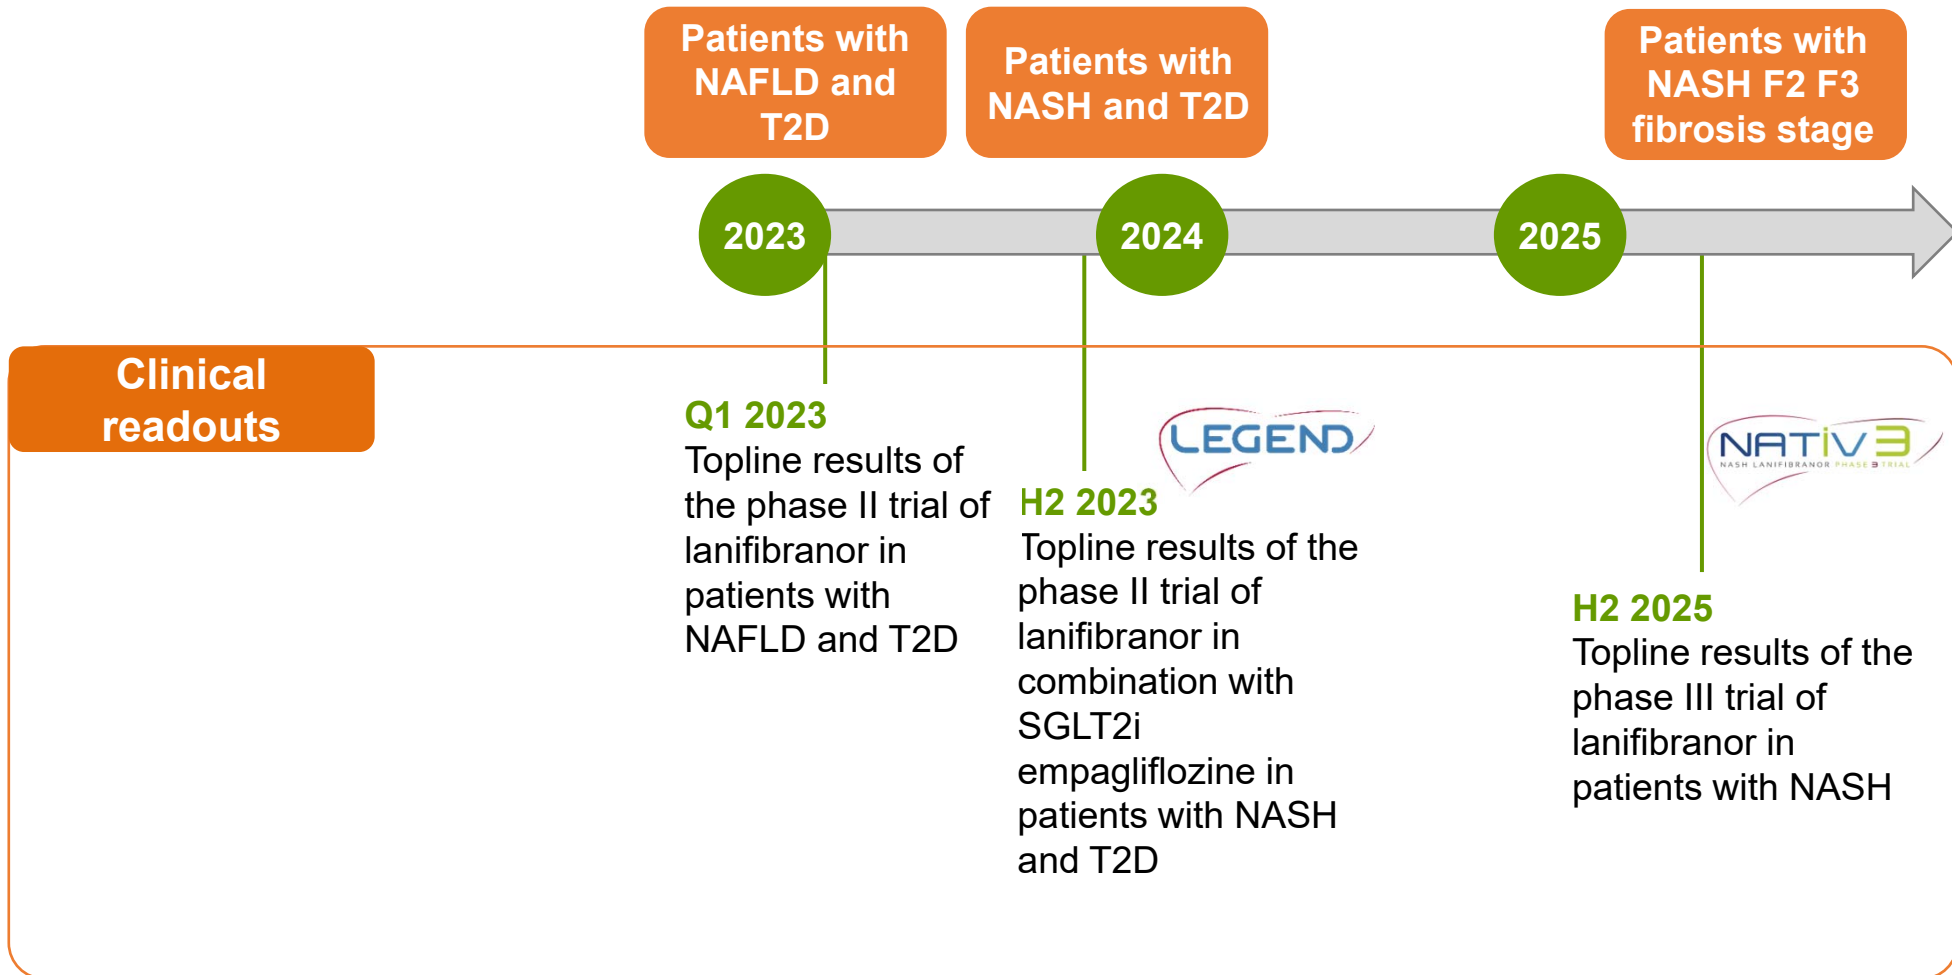 Patients with
NAFLD and
T2D
Patients with
NASH and T2D
Patients with
NASH F2 F3
fibrosis stage
2023
2024
2025
Clinical
readouts
Q1 2023
Topline results of
the phase II trial of
lanifibranor in
patients with
NAFLD and T2D
LEGEND
H2 2023
Topline results of the
phase II trial of
lanifibranor in
combination with
SGLT2i
empagliflozine in
patients with NASH
and T2D
NATiV3
NASH LANIFIBRANOR PHASE 3 TRIAL
H2 2025
Topline results of the
phase III trial of
lanifibranor in
patients with NASH